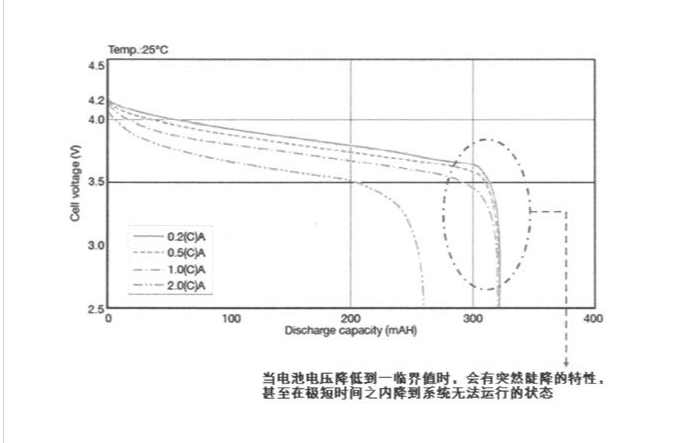 Temp.:25°C
4.5
4.2
4.0
3.5
3.0
2.5
Cell voltage (V)
0.2(C)A
0.5(C)A
1.0(C)A
2.0(C)A
0
100
200
300
400
Discharge capacity (mAH)
当电池电压降低到一临界值时，会有突然陡降的特性，
甚至在极短时间之内降到系统无法运行的状态